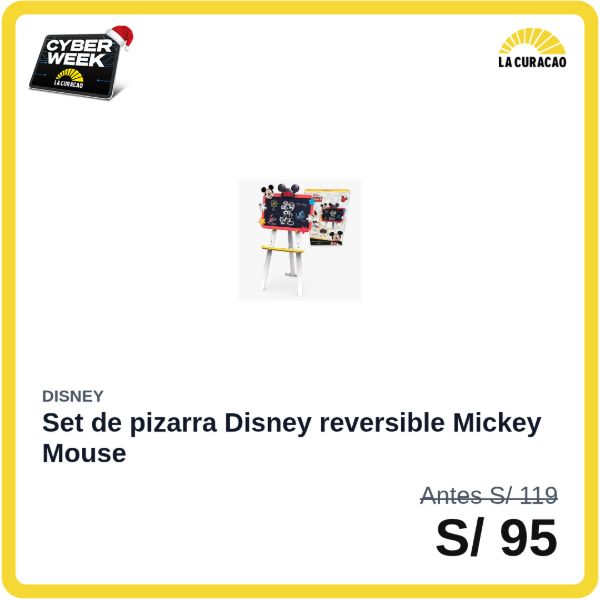 CYBER
WEEK
LA CURACAO
LA CURACAO
DISNEY
Set de pizarra Disney reversible Mickey
Mouse
Antes S/ 119
S/ 95